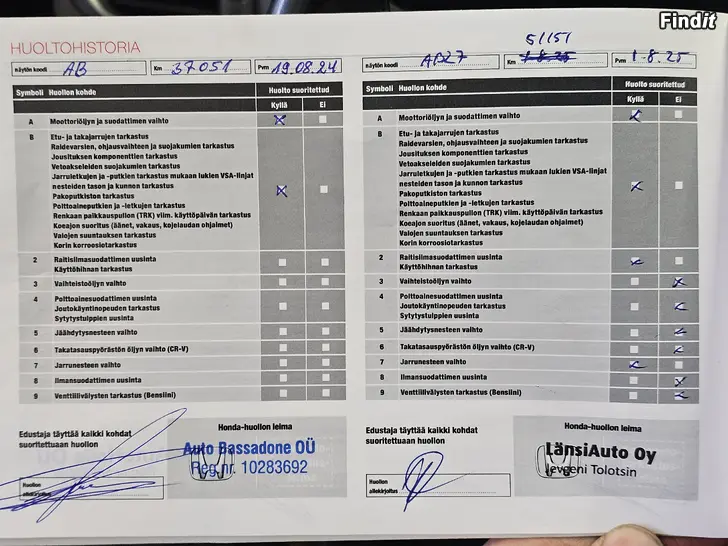 Findit
HUOLTOHISTORIA
näytön koodi AB Km 37051 Pvm 19.08.24
Symboli Huollon kohde Huolto suoritettud
Kyllä Ei
A Moottoriöljyn ja suodattimen vaihto
B Etu- ja takajarrujen tarkastus
Raidevarsien, ohjausvaihteen ja suojakumien tarkastus
Jousituksen komponenttien tarkastus
Vetoakseleiden suojakumien tarkastus
Jarruletkujen ja -putkien tarkastus mukaan lukien VSA-linjat
nesteiden tason ja kunnon tarkastus
Pakoputkiston tarkastus
Polttoaineputkien ja -letkujen tarkastus
Renkaan paikkauspullon (TRK) viim. käyttöpäivän tarkastus
Koeajo (äänet, vakaus, kojelaudan ohjaimet)
Valojen suuntauksen tarkastus
Korin korroosiotarkastus
2 Raitisilmasuodattimen uusinta
Käyttöhihnan tarkastus
3 Vaihteistoöljyn vaihto
4 Polttoainesuodattimen uusinta
Joutokäyntinopeuden tarkastus
Sytytystulppien uusinta
5 Jäähdytysnesteen vaihto
6 Takatasauspyörästön öljyn vaihto (CR-V)
7 Jarrunesteen vaihto
8 Ilmansuodattimen uusinta
9 Venttiilivälysten tarkastus (Bensiini)
Edustaja täyttää kaikki kohdat
suoritettuaan huollon
Huollon
allekirjoitus
Honda-huollon leima
Auto Bassadone OÜ
Reg.nr. 10283692
51151
näytön koodi AB27 Km 1-8-25 Pvm 1-8.25
Symboli Huollon kohde Huolto suoritettud
Kyllä Ei
A Moottoriöljyn ja suodattimen vaihto
B Etu- ja takajarrujen tarkastus
Raidevarsien, ohjausvaihteen ja suojakumien tarkastus
Jousituksen komponenttien tarkastus
Vetoakseleiden suojakumien tarkastus
Jarruletkujen ja -putkien tarkastus mukaan lukien VSA-linjat
nesteiden tason ja kunnon tarkastus
Pakoputkiston tarkastus
Polttoaineputkien ja -letkujen tarkastus
Renkaan paikkauspullon (TRK) viim. käyttöpäivän tarkastus
Koeajo (äänet, vakaus, kojelaudan ohjaimet)
Valojen suuntauksen tarkastus
Korin korroosiotarkastus
2 Raitisilmasuodattimen uusinta
Käyttöhihnan tarkastus
3 Vaihteistoöljyn vaihto
4 Polttoainesuodattimen uusinta
Joutokäyntinopeuden tarkastus
Sytytystulppien uusinta
5 Jäähdytysnesteen vaihto
6 Takatasauspyörästön öljyn vaihto (CR-V)
7 Jarrunesteen vaihto
8 Ilmansuodattimen uusinta
9 Venttiilivälysten tarkastus (Bensiini)
Edustaja täyttää kaikki kohdat
suoritettuaan huollon
Huollon
allekirjoitus
Honda-huollon leima
LänsiAuto Oy
Jevgeni Tolotsin